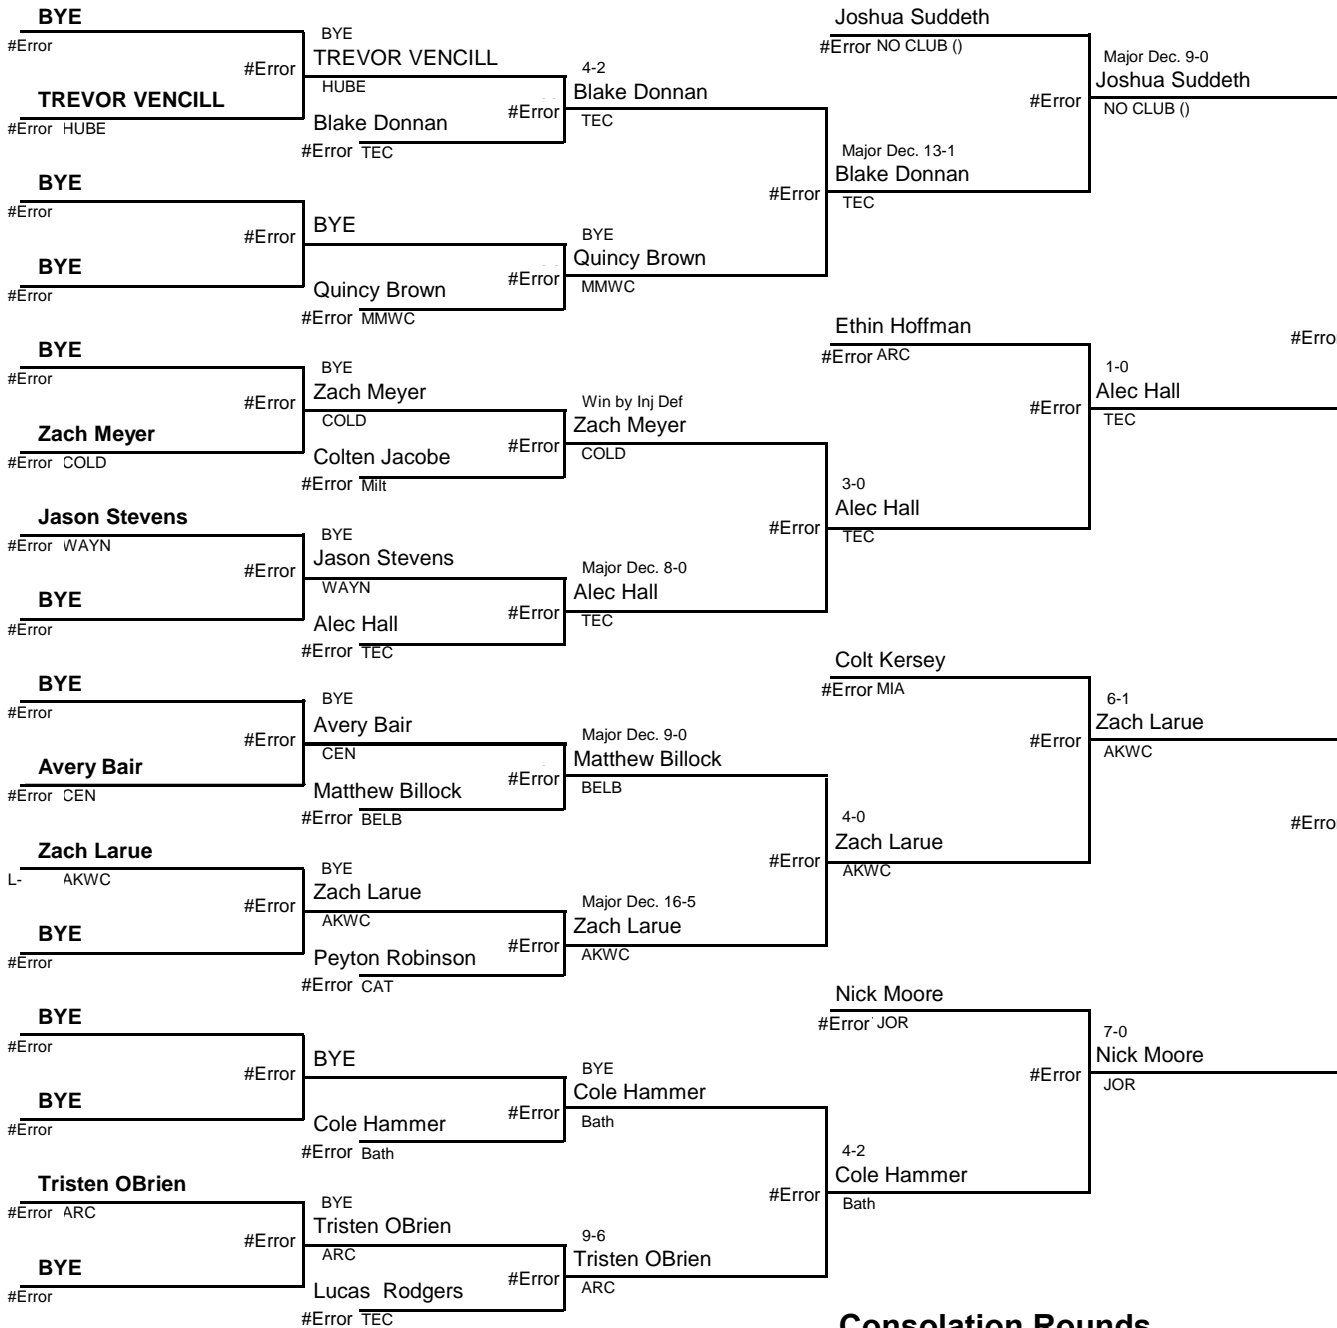 BYE
#Error
#Error
TREVOR VENCILL
#Error HUBE
BYE
#Error
#Error
BYE
#Error
BYE
#Error
#Error
Zach Meyer
#Error COLD
Jason Stevens
#Error WAYN
#Error
BYE
#Error
BYE
#Error
#Error
Avery Bair
#Error CEN
Zach Larue
L- AKWC
#Error
BYE
#Error
BYE
#Error
#Error
BYE
#Error
Tristen OBrien
#Error ARC
#Error
BYE
#Error
BYE
TREVOR VENCILL
HUBE
#Error
Blake Donnan
#Error TEC
BYE
#Error
Quincy Brown
#Error MMWC
BYE
Zach Meyer
COLD
#Error
Colten Jacobe
#Error Milt
BYE
Jason Stevens
WAYN
#Error
Alec Hall
#Error TEC
BYE
Avery Bair
CEN
#Error
Matthew Billock
#Error BELB
BYE
Zach Larue
AKWC
#Error
Peyton Robinson
#Error CAT
BYE
#Error
Cole Hammer
#Error Bath
BYE
Tristen OBrien
ARC
#Error
Lucas Rodgers
#Error TEC
4-2
Blake Donnan
TEC
#Error
BYE
Quincy Brown
MMWC
Win by Inj Def
Zach Meyer
COLD
#Error
Major Dec. 8-0
Alec Hall
TEC
Major Dec. 9-0
Matthew Billock
BELB
#Error
Major Dec. 16-5
Zach Larue
AKWC
BYE
Cole Hammer
Bath
#Error
9-6
Tristen OBrien
ARC
Joshua Suddeth
#Error NO CLUB ()
#Error
Major Dec. 13-1
Blake Donnan
TEC
Ethin Hoffman
#Error ARC
#Error
3-0
Alec Hall
TEC
Colt Kersey
#Error MIA
#Error
4-0
Zach Larue
AKWC
Nick Moore
#Error JOR
#Error
4-2
Cole Hammer
Bath
Major Dec. 9-0
Joshua Suddeth
NO CLUB ()
#Error
1-0
Alec Hall
TEC
6-1
Zach Larue
AKWC
#Error
7-0
Nick Moore
JOR
Consolation Rounds